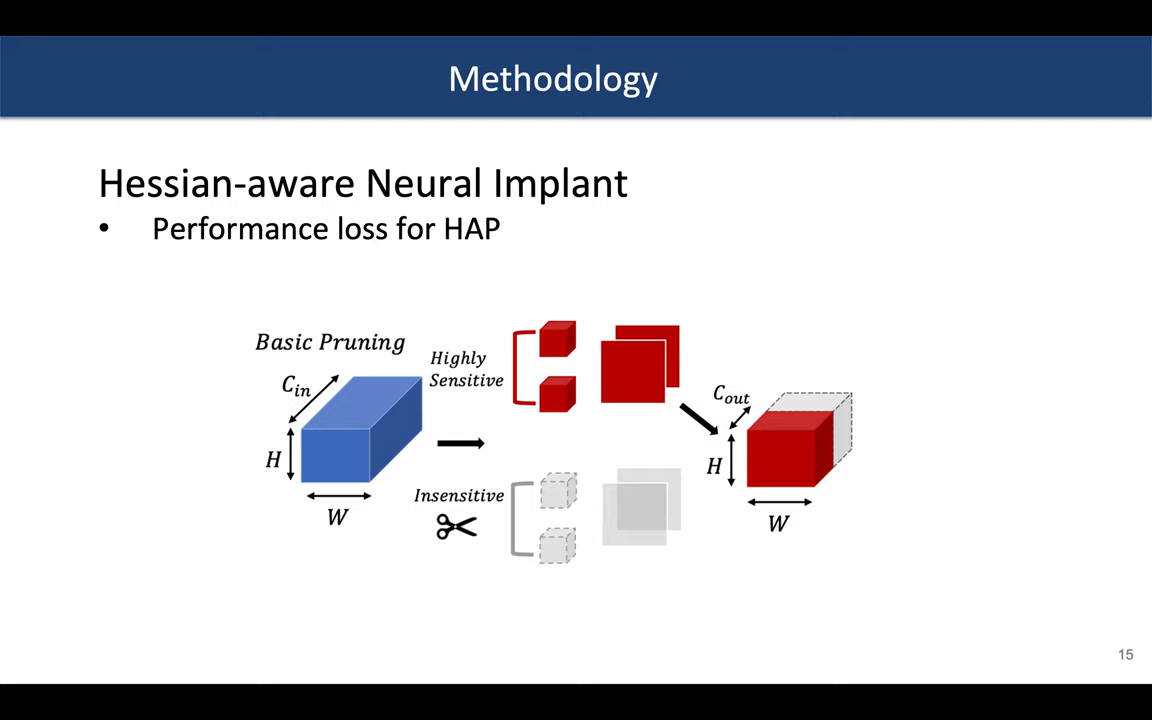 Methodology
Hessian-aware Neural Implant
• Performance loss for HAP
Basic Pruning
C_in
H
W
Highly
Sensitive
Insensitive
C_out
H
W
15